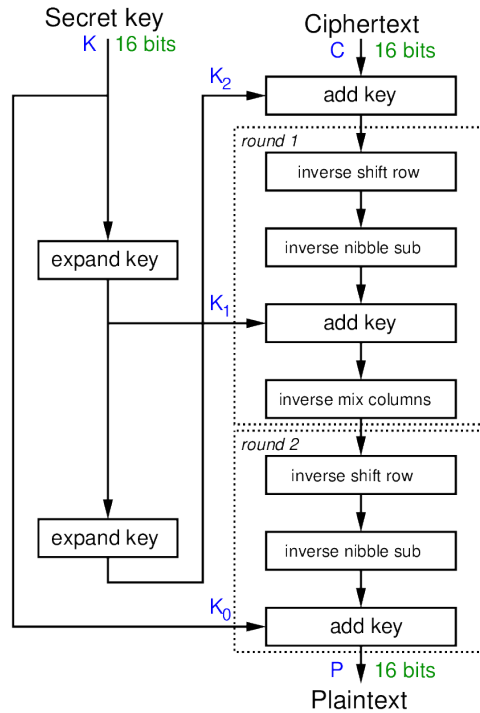 Secret key
K 16 bits
Ciphertext
C 16 bits
K2
add key
round 1
inverse shift row
inverse nibble sub
expand key
K1
add key
inverse mix columns
round 2
inverse shift row
expand key
inverse nibble sub
K0
add key
P 16 bits
Plaintext